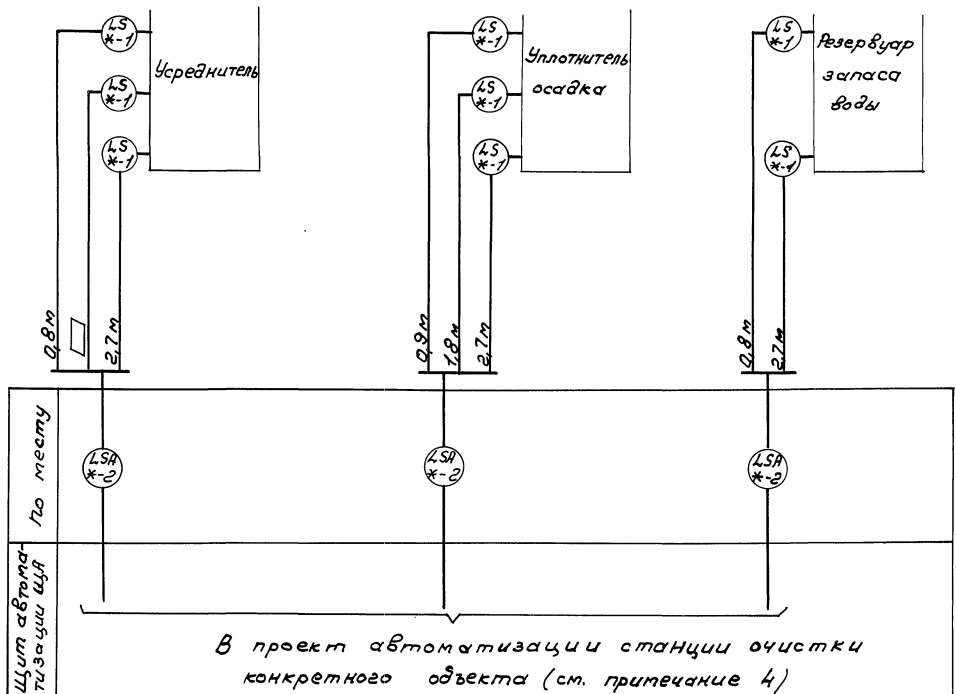 LS
*-1
Усреднитель
LS
*-1
LS
*-1
0,8м
2,7м
LS
*-1
Уплотнитель
осадка
LS
*-1
LS
*-1
0,9м
1,8м
2,7м
LS
*-1
Резервуар
запаса
воды
LS
*-1
0,8м
2,7м
по месту
LSA
*-2
LSA
*-2
LSA
*-2
Щит автома-
тизации ЩА
В проект автоматизации станции очистки
конкретного объекта (см. примечание 4)